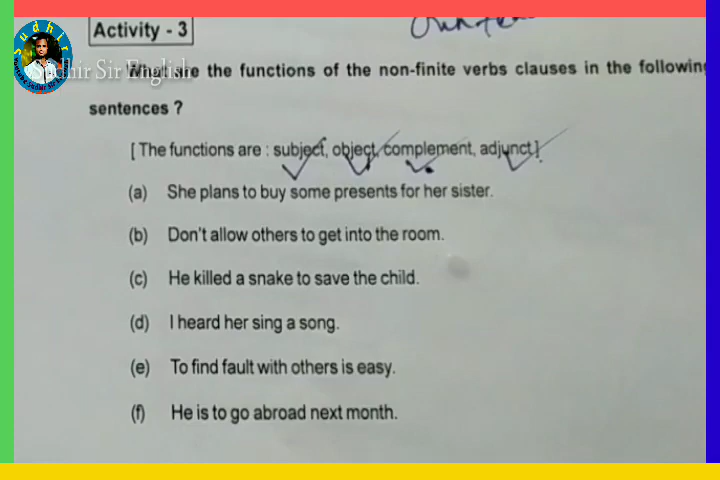 Activity - 3
Sudhir
Sudhir Sir English
What are the functions of the non-finite verbs clauses in the following
sentences ?
[ The functions are : subject, object, complement, adjunct ]
(a) She plans to buy some presents for her sister.
(b) Don't allow others to get into the room.
(c) He killed a snake to save the child.
(d) I heard her sing a song.
(e) To find fault with others is easy.
(f) He is to go abroad next month.